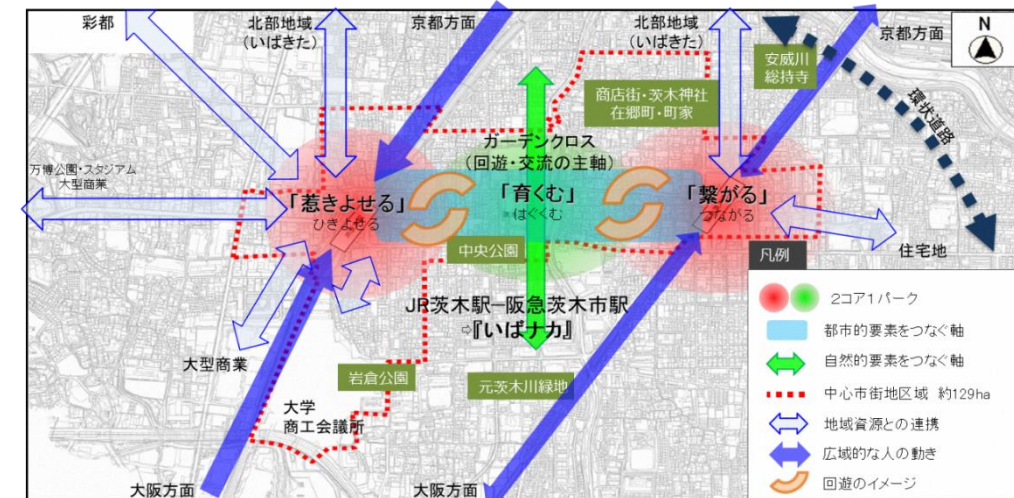 彩都
北部地域
（いばきた）
京都方面
北部地域
（いばきた）
京都方面
N
安威川
総持寺
環状道路
商店街・茨木神社
在郷町・町家
ガーデンクロス
（回遊・交流の主軸）
万博公園・スタジアム
大型商業
「惹きよせる」
ひきよせる
「育くむ」
はぐくむ
「繋がる」
つながる
中央公園
住宅地
JR茨木駅ー阪急茨木市駅
⇨『いばナカ』
大型商業
岩倉公園
元茨木川緑地
大学
商工会議所
大阪方面
大阪方面
凡例
2コア1パーク
都市的要素をつなぐ軸
自然的要素をつなぐ軸
中心市街地区域 約129ha
地域資源との連携
広域的な人の動き
回遊のイメージ